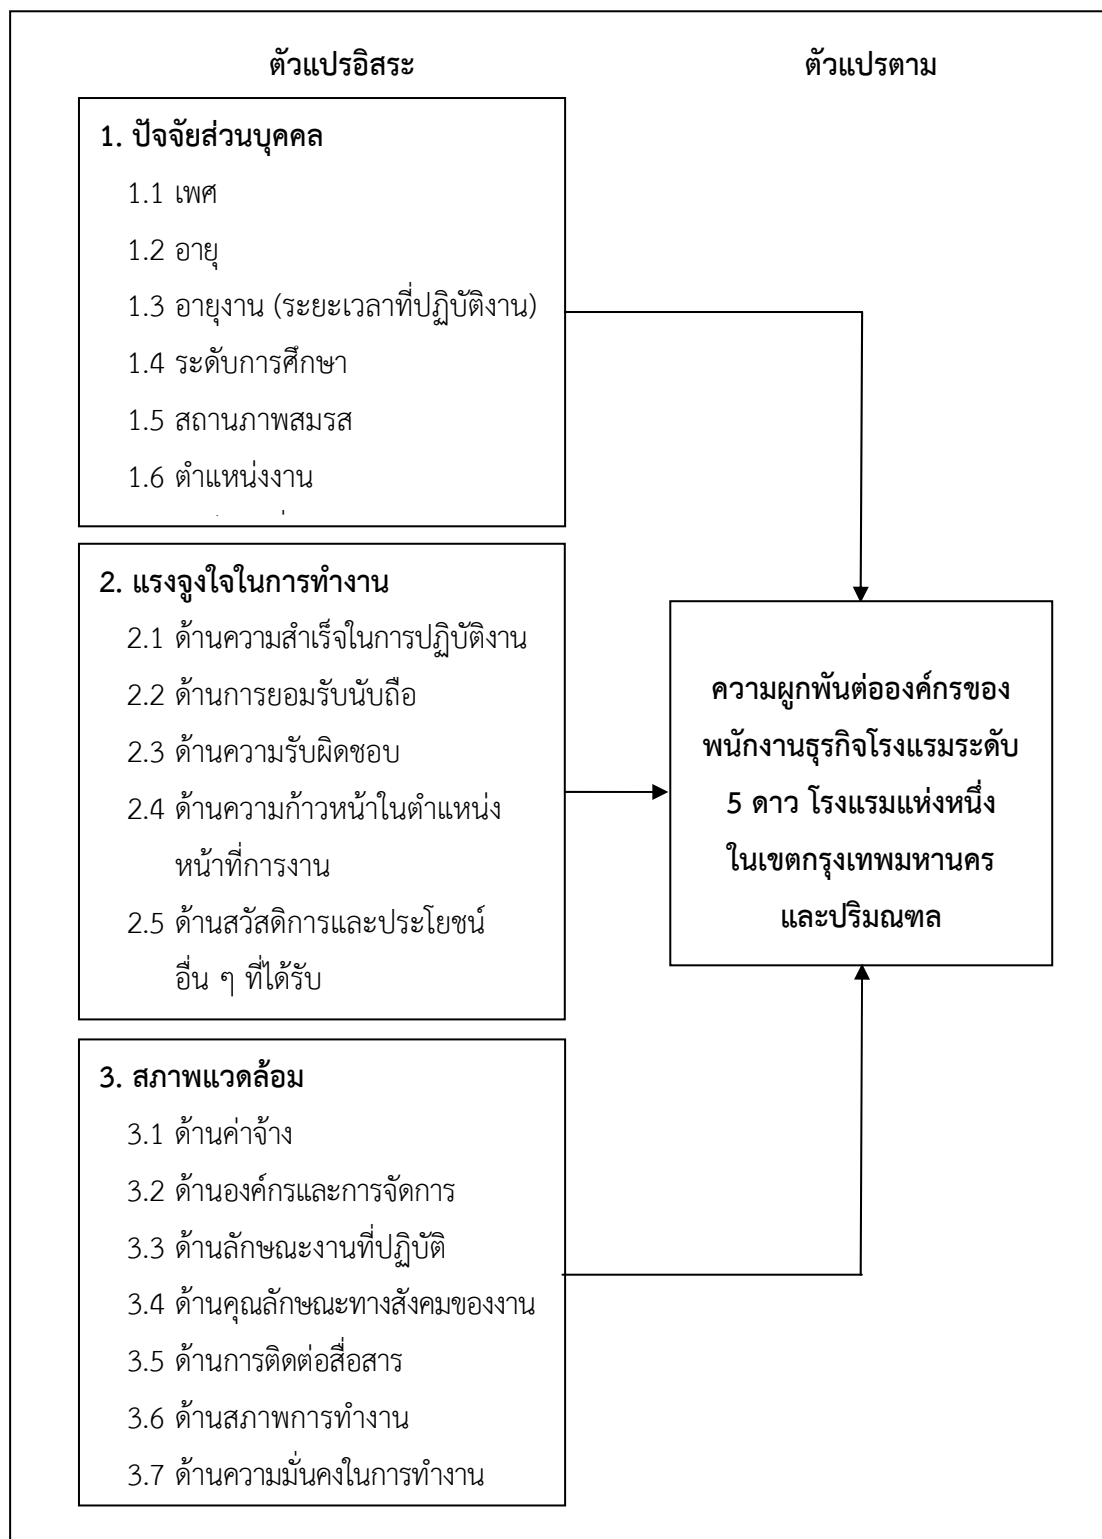 ตัวแปรอิสระ
ตัวแปรตาม
1. ปัจจัยส่วนบุคคล
1.1 เพศ
1.2 อายุ
1.3 อายุงาน (ระยะเวลาที่ปฏิบัติงาน)
1.4 ระดับการศึกษา
1.5 สถานภาพสมรส
1.6 ตำแหน่งงาน
2. แรงจูงใจในการทำงาน
2.1 ด้านความสำเร็จในการปฏิบัติงาน
2.2 ด้านการยอมรับนับถือ
2.3 ด้านความรับผิดชอบ
2.4 ด้านความก้าวหน้าในตำแหน่ง
หน้าที่การงาน
2.5 ด้านสวัสดิการและประโยชน์
อื่น ๆ ที่ได้รับ
3. สภาพแวดล้อม
3.1 ด้านค่าจ้าง
3.2 ด้านองค์กรและการจัดการ
3.3 ด้านลักษณะงานที่ปฏิบัติ
3.4 ด้านคุณลักษณะทางสังคมของงาน
3.5 ด้านการติดต่อสื่อสาร
3.6 ด้านสภาพการทำงาน
3.7 ด้านความมั่นคงในการทำงาน
ความผูกพันต่อองค์กรของ
พนักงานธุรกิจโรงแรมระดับ
5 ดาว โรงแรมแห่งหนึ่ง
ในเขตกรุงเทพมหานคร
และปริมณฑล